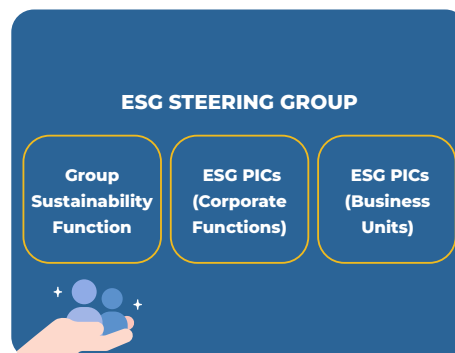 ESG STEERING GROUP
Group
Sustainability
Function
ESG PICs
(Corporate
Functions)
ESG PICs
(Business
Units)